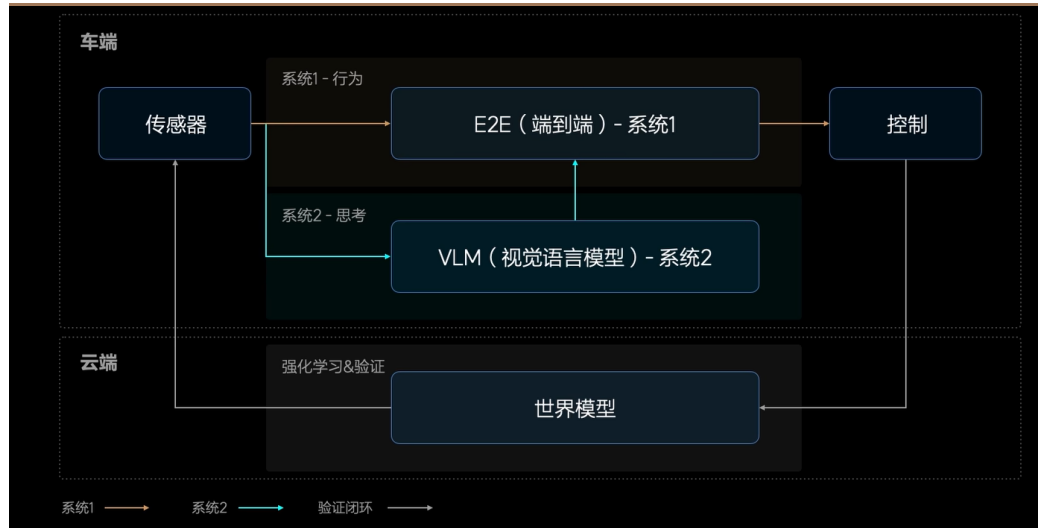 车端
系统1 - 行为
传感器
E2E（端到端）- 系统1
控制
系统2 - 思考
VLM（视觉语言模型）- 系统2
云端
强化学习&验证
世界模型
系统1
系统2
验证闭环